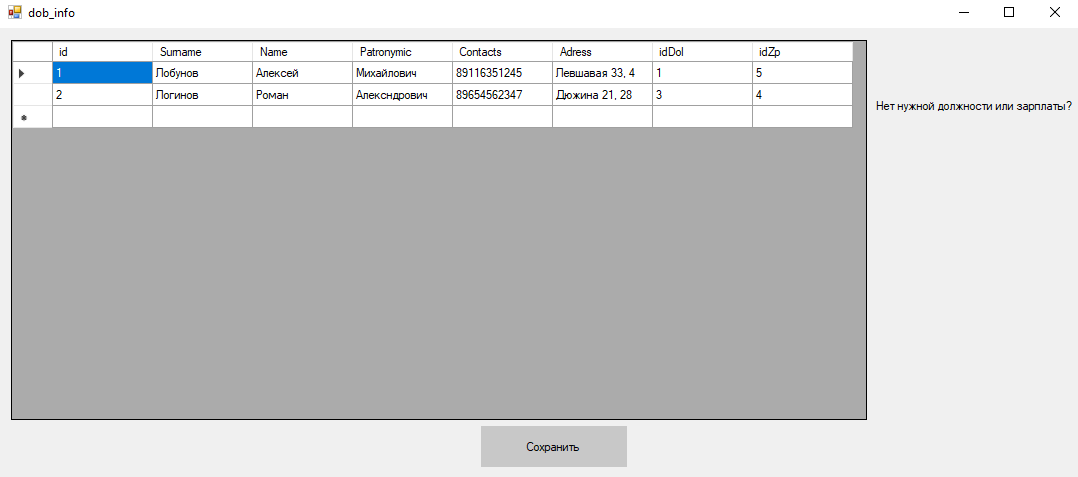 dob_info
id Surname Name Patronymic Contacts Adress idDol idZp
1 Лобунов Алексей Михайлович 89116351245 Левшавая 33, 4 1 5
2 Логинов Роман Алексндрович 89654562347 Дюжина 21, 28 3 4
Нет нужной должности или зарплаты?
Сохранить